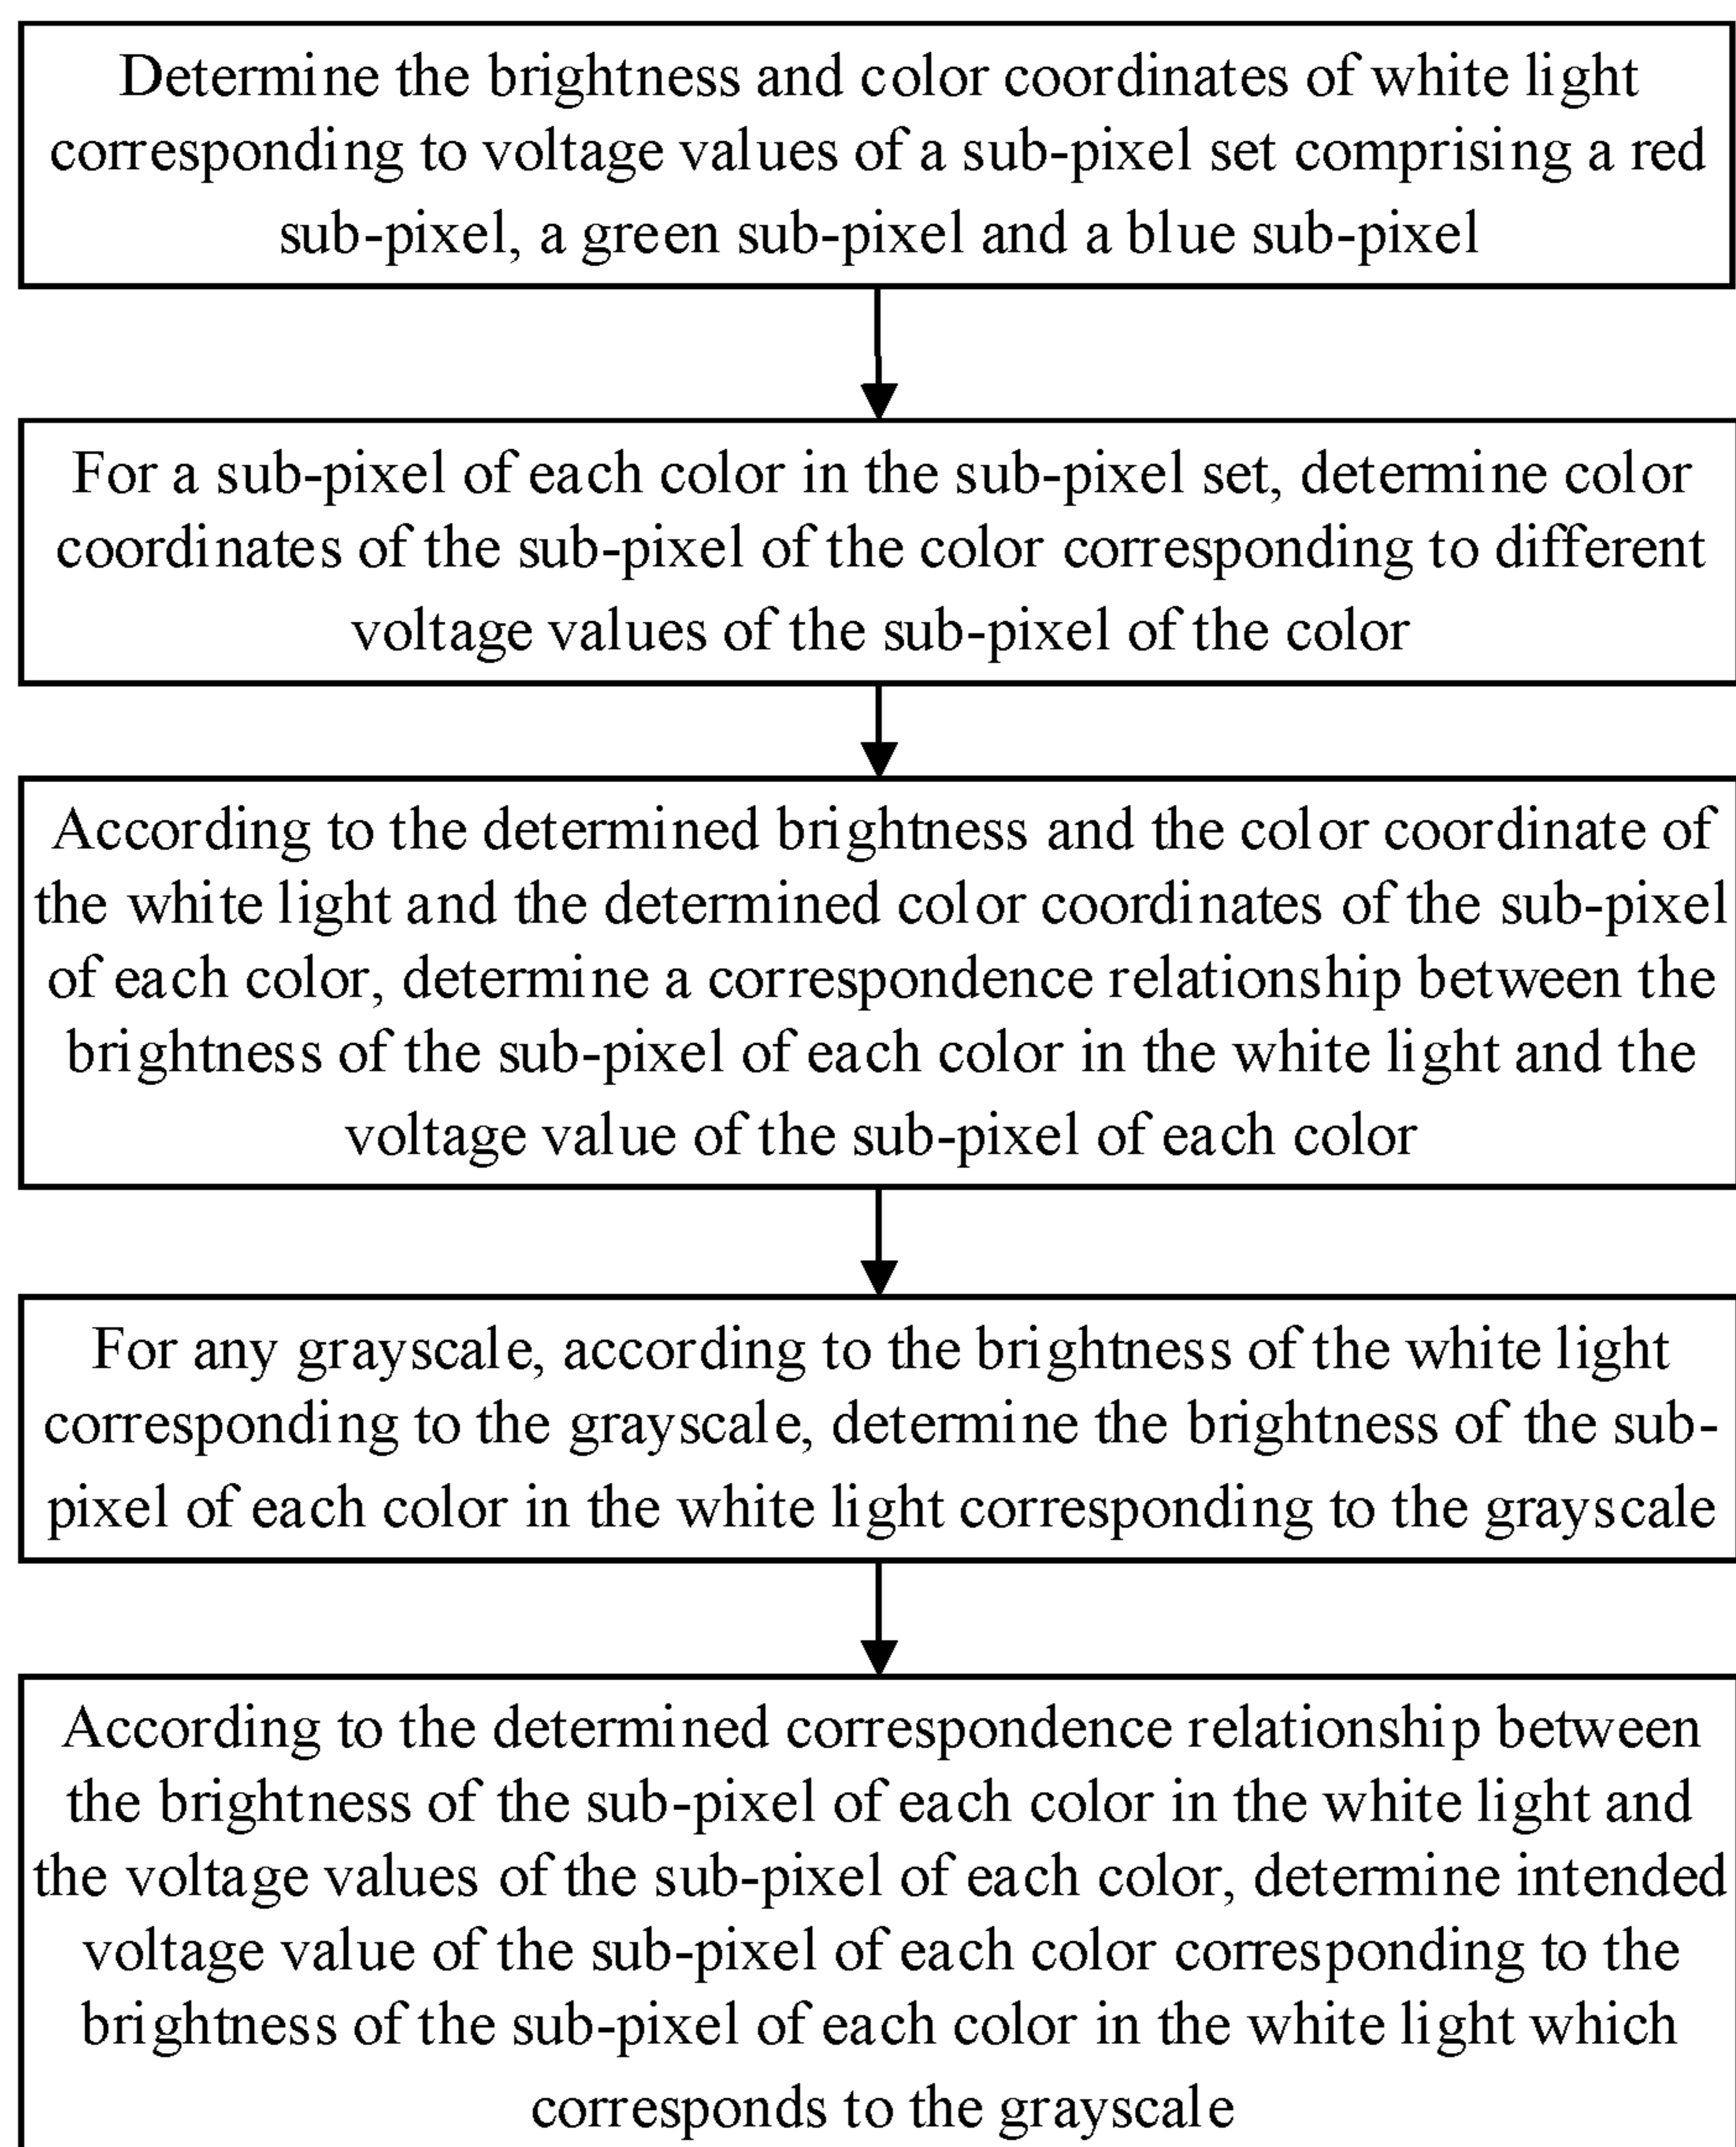 Determine the brightness and color coordinates of white light
corresponding to voltage values of a sub-pixel set comprising a red
sub-pixel, a green sub-pixel and a blue sub-pixel
For a sub-pixel of each color in the sub-pixel set, determine color
coordinates of the sub-pixel of the color corresponding to different
voltage values of the sub-pixel of the color
According to the determined brightness and the color coordinate of
the white light and the determined color coordinates of the sub-pixel
of each color, determine a correspondence relationship between the
brightness of the sub-pixel of each color in the white light and the
voltage value of the sub-pixel of each color
For any grayscale, according to the brightness of the white light
corresponding to the grayscale, determine the brightness of the sub-
pixel of each color in the white light corresponding to the grayscale
According to the determined correspondence relationship between
the brightness of the sub-pixel of each color in the white light and
the voltage values of the sub-pixel of each color, determine intended
voltage value of the sub-pixel of each color corresponding to the
brightness of the sub-pixel of each color in the white light which
corresponds to the grayscale